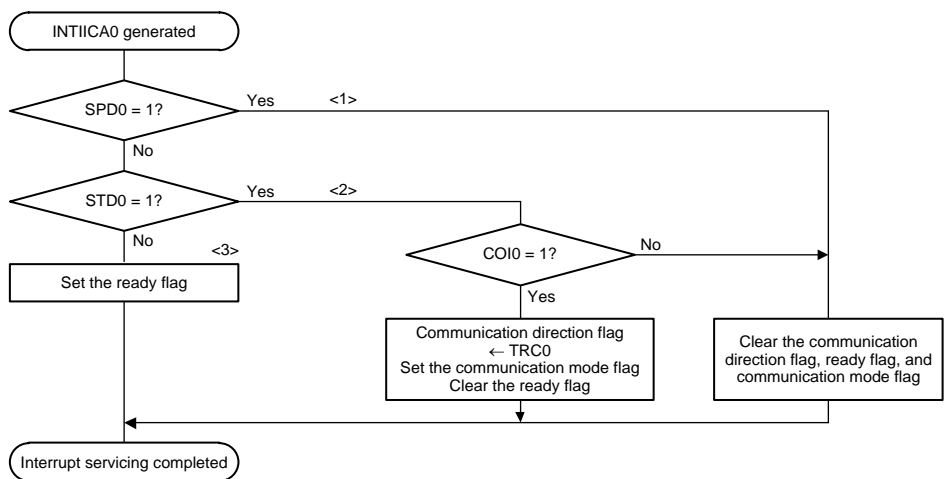 INTIICA0 generated
SPD0 = 1?
Yes
<1>
No
STD0 = 1?
Yes
<2>
No
<3>
COI0 = 1?
No
Yes
Set the ready flag
Communication direction flag
← TRC0
Set the communication mode flag
Clear the ready flag
Clear the communication
direction flag, ready flag, and
communication mode flag
Interrupt servicing completed